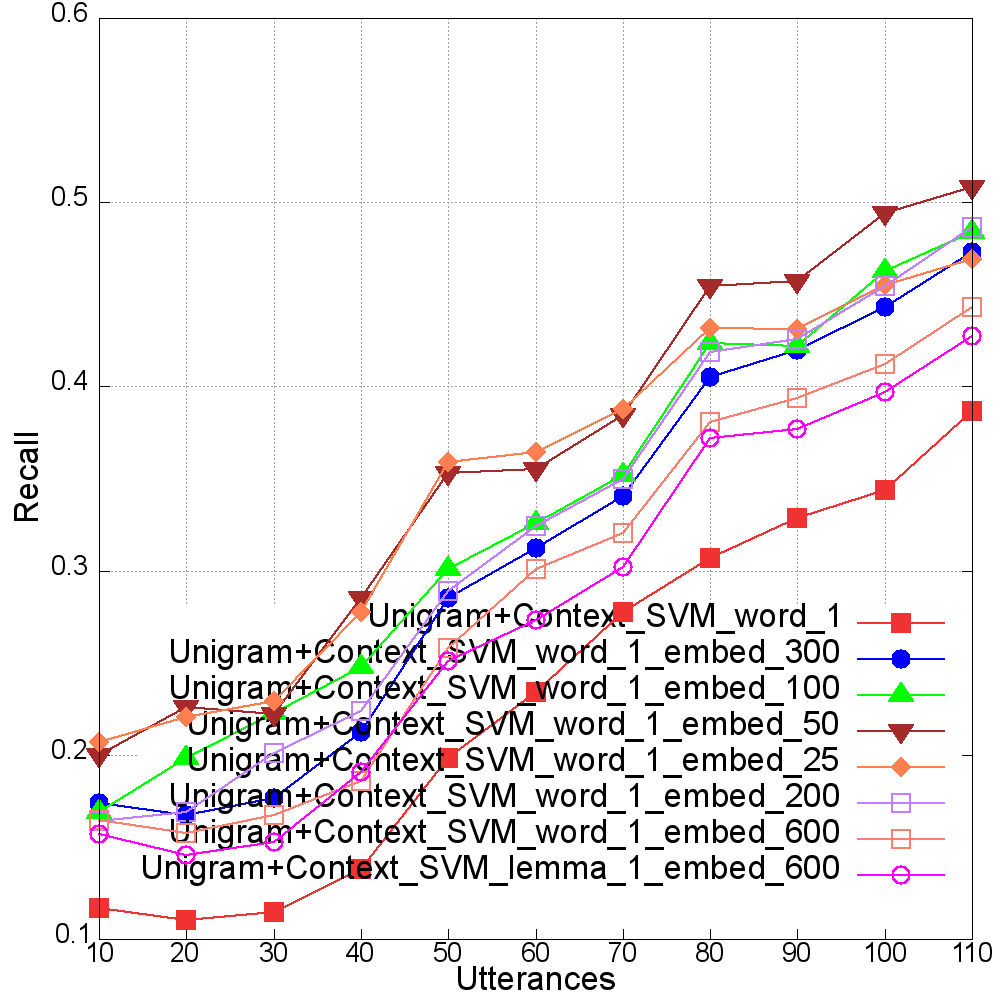 0.6
0.5
0.4
0.3
0.2
0.1
Recall
Unigram+Context_SVM_word_1
Unigram+Context_SVM_word_1_embed_300
Unigram+Context_SVM_word_1_embed_100
Unigram+Context_SVM_word_1_embed_50
Unigram+Context_SVM_word_1_embed_25
Unigram+Context_SVM_word_1_embed_200
Unigram+Context_SVM_word_1_embed_600
Unigram+Context_SVM_lemma_1_embed_600
10 20 30 40 50 60 70 80 90 100 110
Utterances